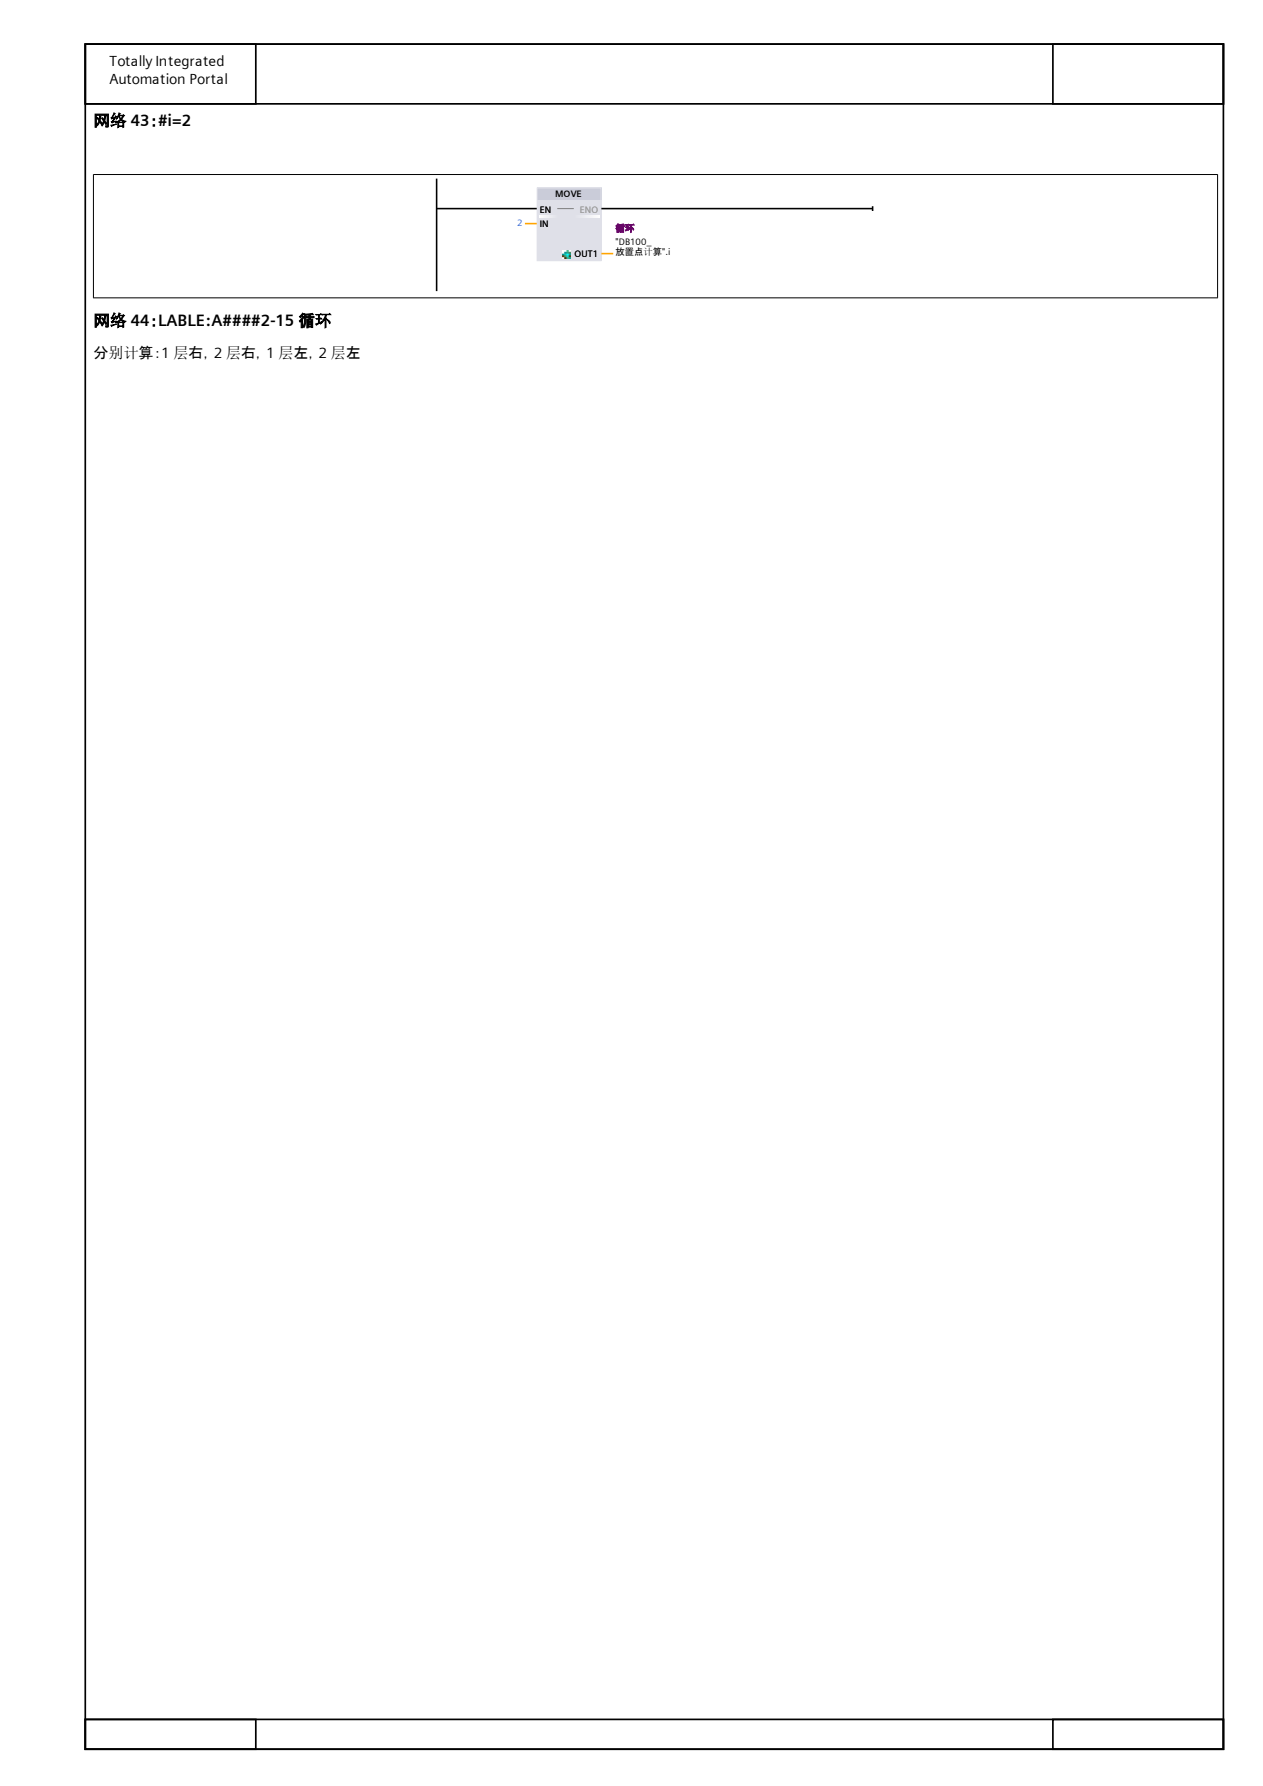 Totally Integrated
Automation Portal
网络 43:#i=2
MOVE
EN ENO
2 IN
循环
"DB100_
放置点计算".i
OUT1
网络 44:LABLE:A####2-15 循环
分别计算:1 层右, 2 层右, 1 层左, 2 层左